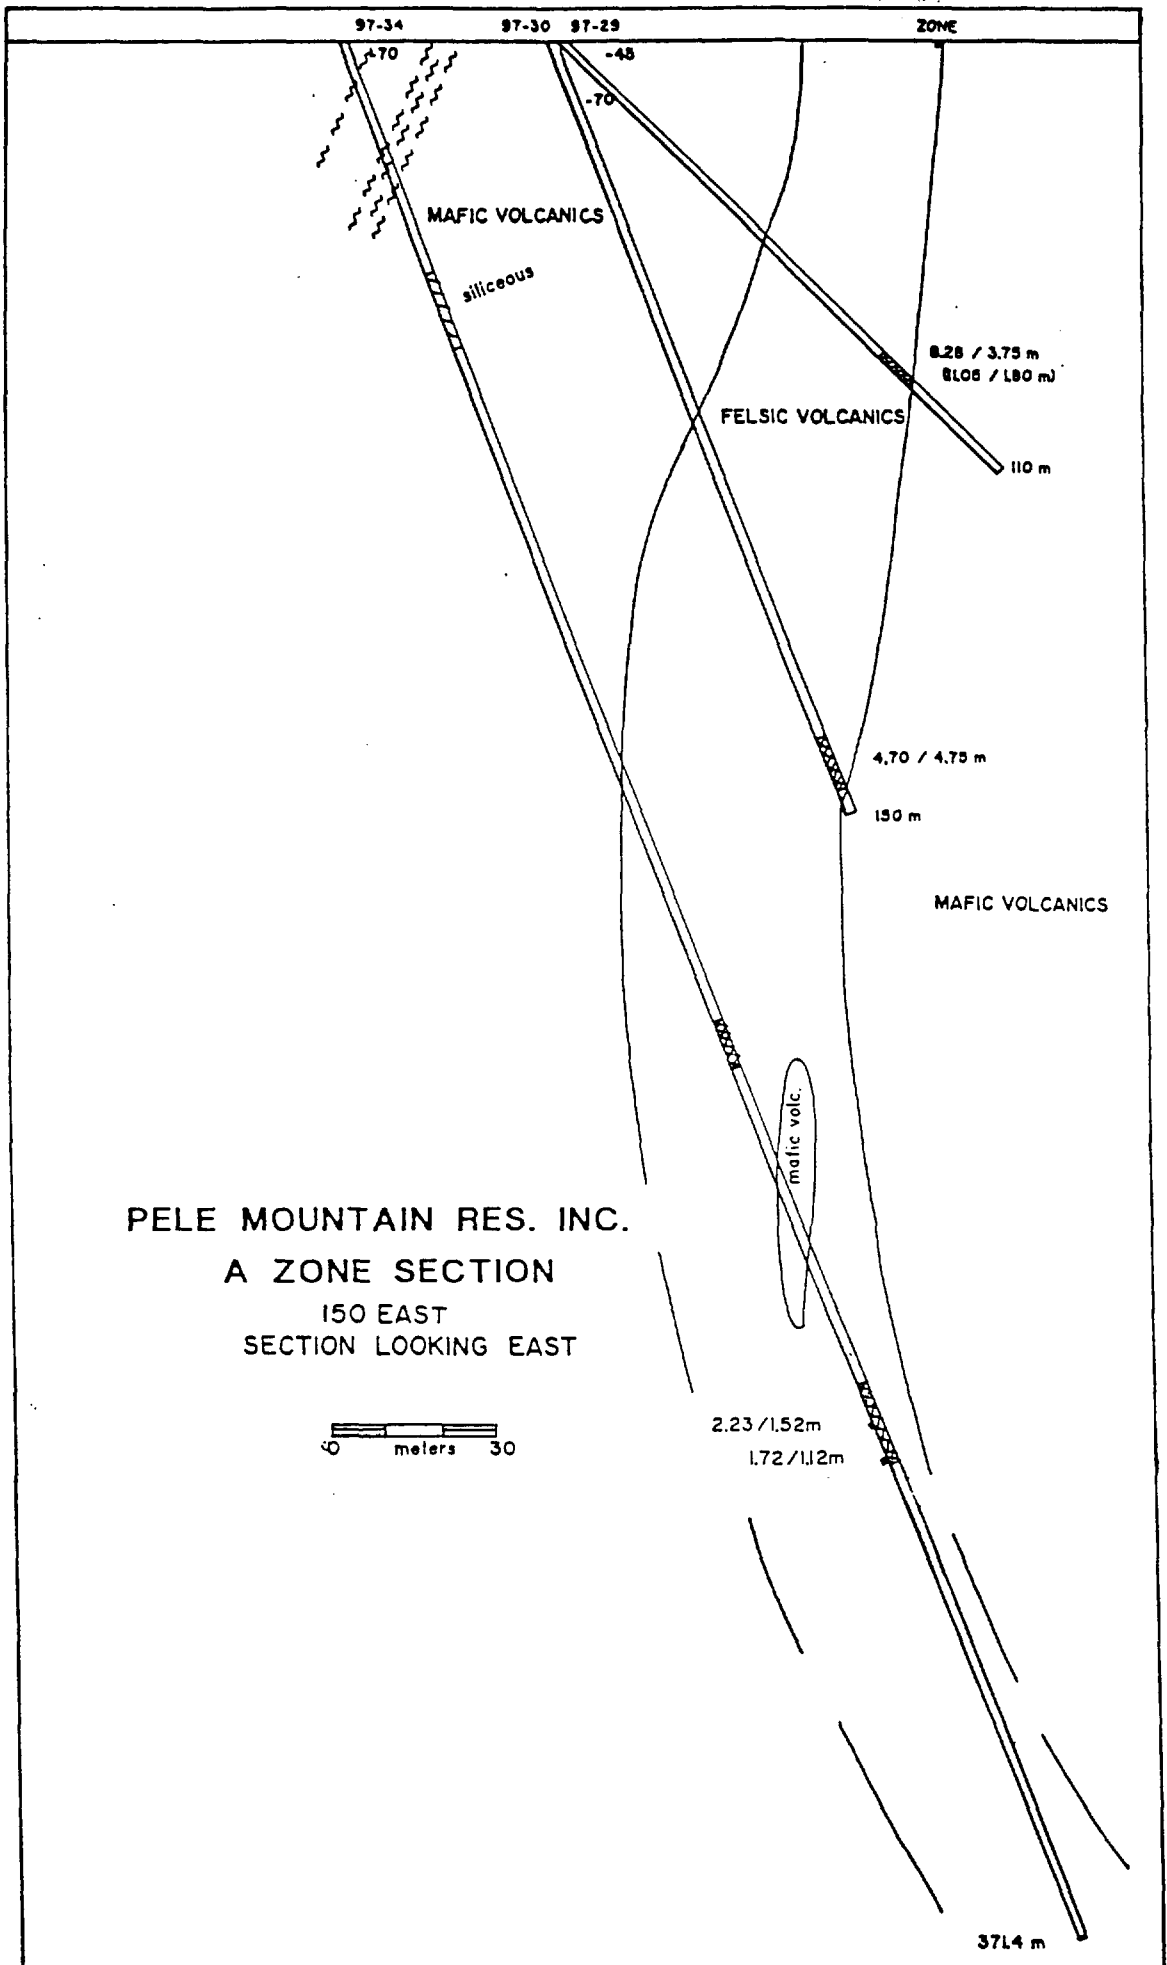 97-34 97-30 97-29 ZONE
-70 -45
-70
MAFIC VOLCANICS
siliceous
8.28 / 3.75 m
(11.05 / 1.80 m)
FELSIC VOLCANICS
110 m
4.70 / 4.75 m
150 m
MAFIC VOLCANICS
mafic volc.
PELE MOUNTAIN RES. INC.
A ZONE SECTION
150 EAST
SECTION LOOKING EAST
0 meters 30
2.23/1.52m
1.72/1.12m
371.4 m